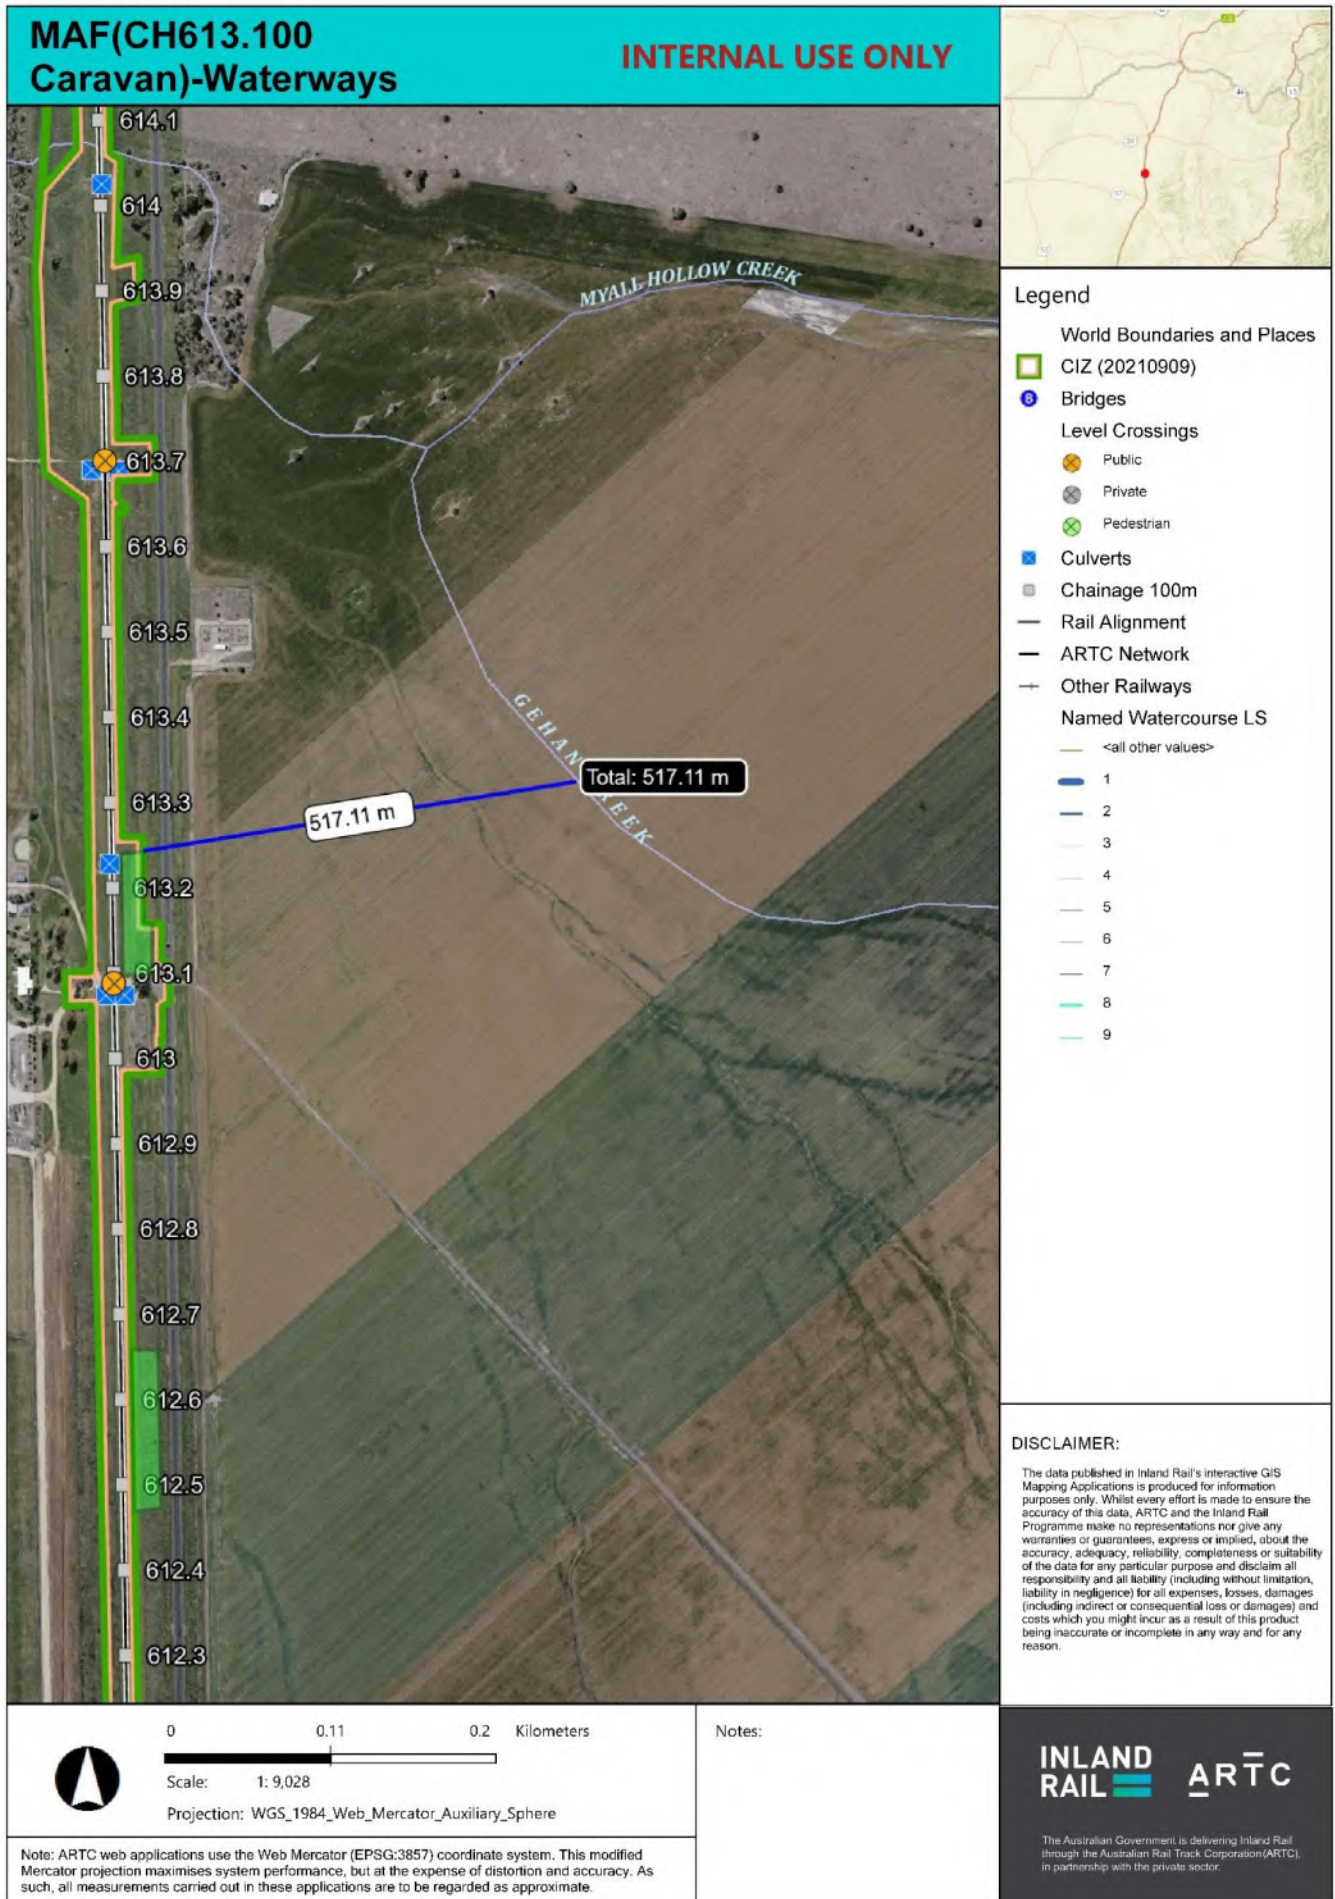 MAF(CH613.100
Caravan)-Waterways
INTERNAL USE ONLY
614.1
614
613.9
613.8
613.7
613.6
613.5
613.4
613.3
613.2
613.1
613
612.9
612.8
612.7
612.6
612.5
612.4
612.3
MYALL HOLLOW CREEK
GEHAN
REEK
517.11 m
Total: 517.11 m
Legend
World Boundaries and Places
CIZ (20210909)
B
Bridges
Level Crossings
Public
Private
Pedestrian
Culverts
Chainage 100m
Rail Alignment
ARTC Network
Other Railways
Named Watercourse LS
<all other values>
1
2
3
4
5
6
7
8
9
DISCLAIMER:
The data published in Inland Rail's interactive GIS
Mapping Applications is produced for information
purposes only. Whilst every effort is made to ensure the
accuracy of this data, ARTC and the Inland Rail
Programme make no representations nor give any
warranties or guarantees, express or implied, about the
accuracy, adequacy, reliability, completeness or suitability
of the data for any particular purpose and disclaim all
responsibility and all liability (including without limitation,
liability in negligence) for all expenses, losses, damages
(including indirect or consequential loss or damages) and
costs which you might incur as a result of this product
being inaccurate or incomplete in any way and for any
reason.
0 0.11 0.2 Kilometers
Scale: 1: 9,028
Projection: WGS_1984_Web_Mercator_Auxiliary_Sphere
Note: ARTC web applications use the Web Mercator (EPSG:3857) coordinate system. This modified
Mercator projection maximises system performance, but at the expense of distortion and accuracy. As
such, all measurements carried out in these applications are to be regarded as approximate.
Notes:
INLAND
RAIL
ARTC
The Australian Government is delivering Inland Rail
through the Australian Rail Track Corporation (ARTC),
in partnership with the private sector.